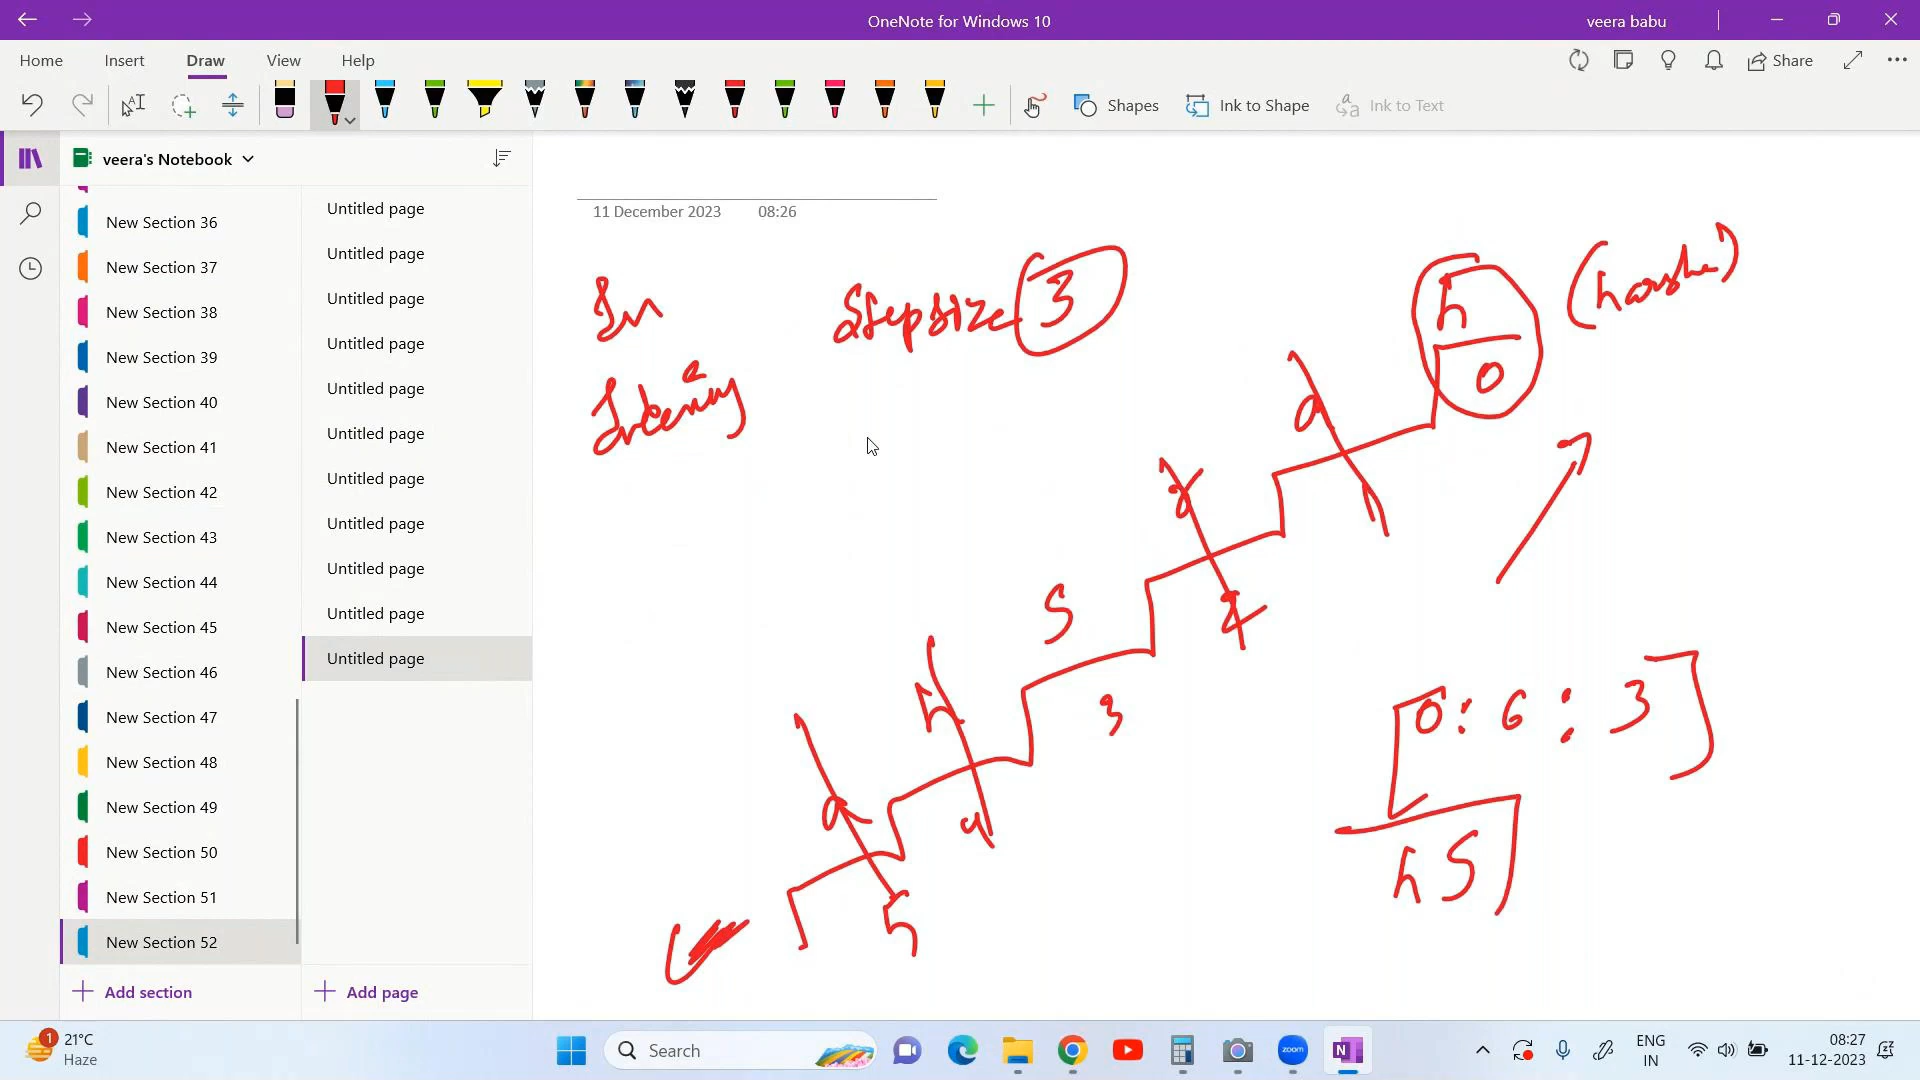 OneNote for Windows 10
veera babu
Home Insert Draw View Help
Share
Shapes Ink to Shape Ink to Text
veera's Notebook
New Section 36
New Section 37
New Section 38
New Section 39
New Section 40
New Section 41
New Section 42
New Section 43
New Section 44
New Section 45
New Section 46
New Section 47
New Section 48
New Section 49
New Section 50
New Section 51
New Section 52
Add section
Untitled page
Untitled page
Untitled page
Untitled page
Untitled page
Untitled page
Untitled page
Untitled page
Untitled page
Untitled page
Untitled page
Add page
11 December 2023 08:26
Stepsize 3
h
0
a
1
S
3
h
4
a
5
[0: 6 : 3]
h S
1
21°C
Haze
Search
zoom
N
ENG
IN
08:27
11-12-2023